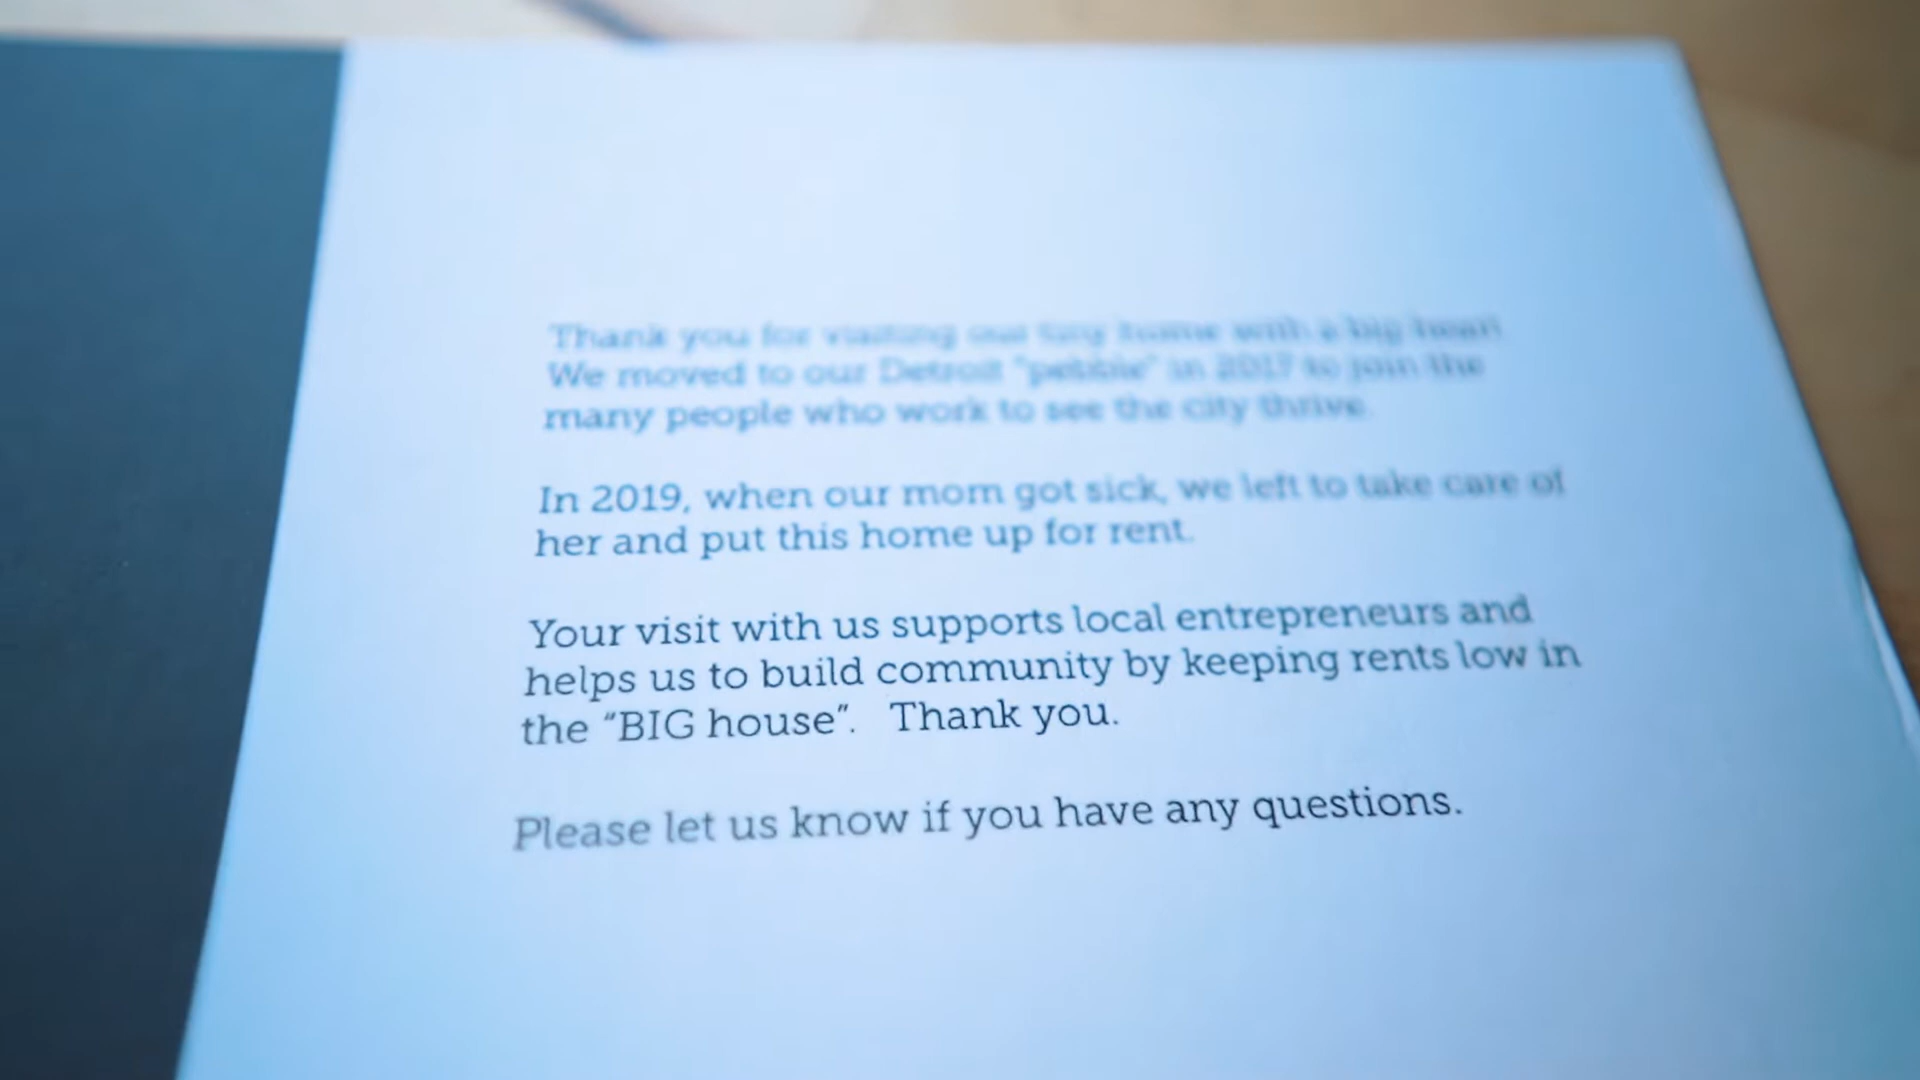 Thank you for visiting our tiny home with a big heart
We moved to our Detroit "pebble" in 2017 to join the
many people who work to see the city thrive.
In 2019, when our mom got sick, we left to take care of
her and put this home up for rent.
Your visit with us supports local entrepreneurs and
helps us to build community by keeping rents low in
the “BIG house”. Thank you.
Please let us know if you have any questions.